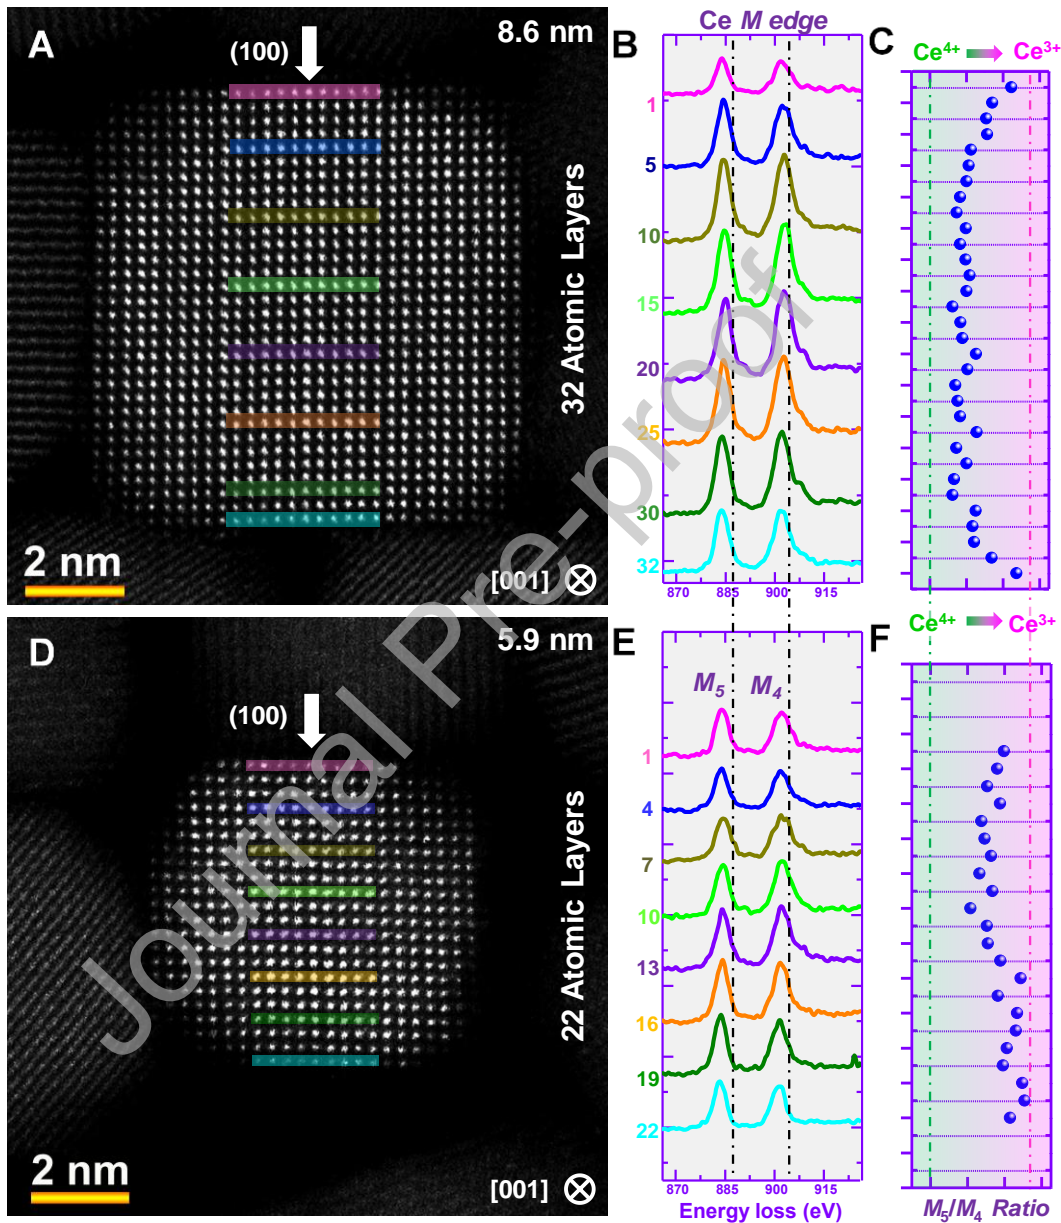 A
(100)
8.6 nm
32 Atomic Layers
2 nm
[001]
B
Ce M edge
1
5
10
15
20
25
30
32
870 885 900 915
C
Ce4+ Ce3+
D
(100)
5.9 nm
22 Atomic Layers
2 nm
[001]
E
M5 M4
1
4
7
10
13
16
19
22
870 885 900 915
Energy loss (eV)
F
Ce4+ Ce3+
M5/M4 Ratio
Journal Pre-proof